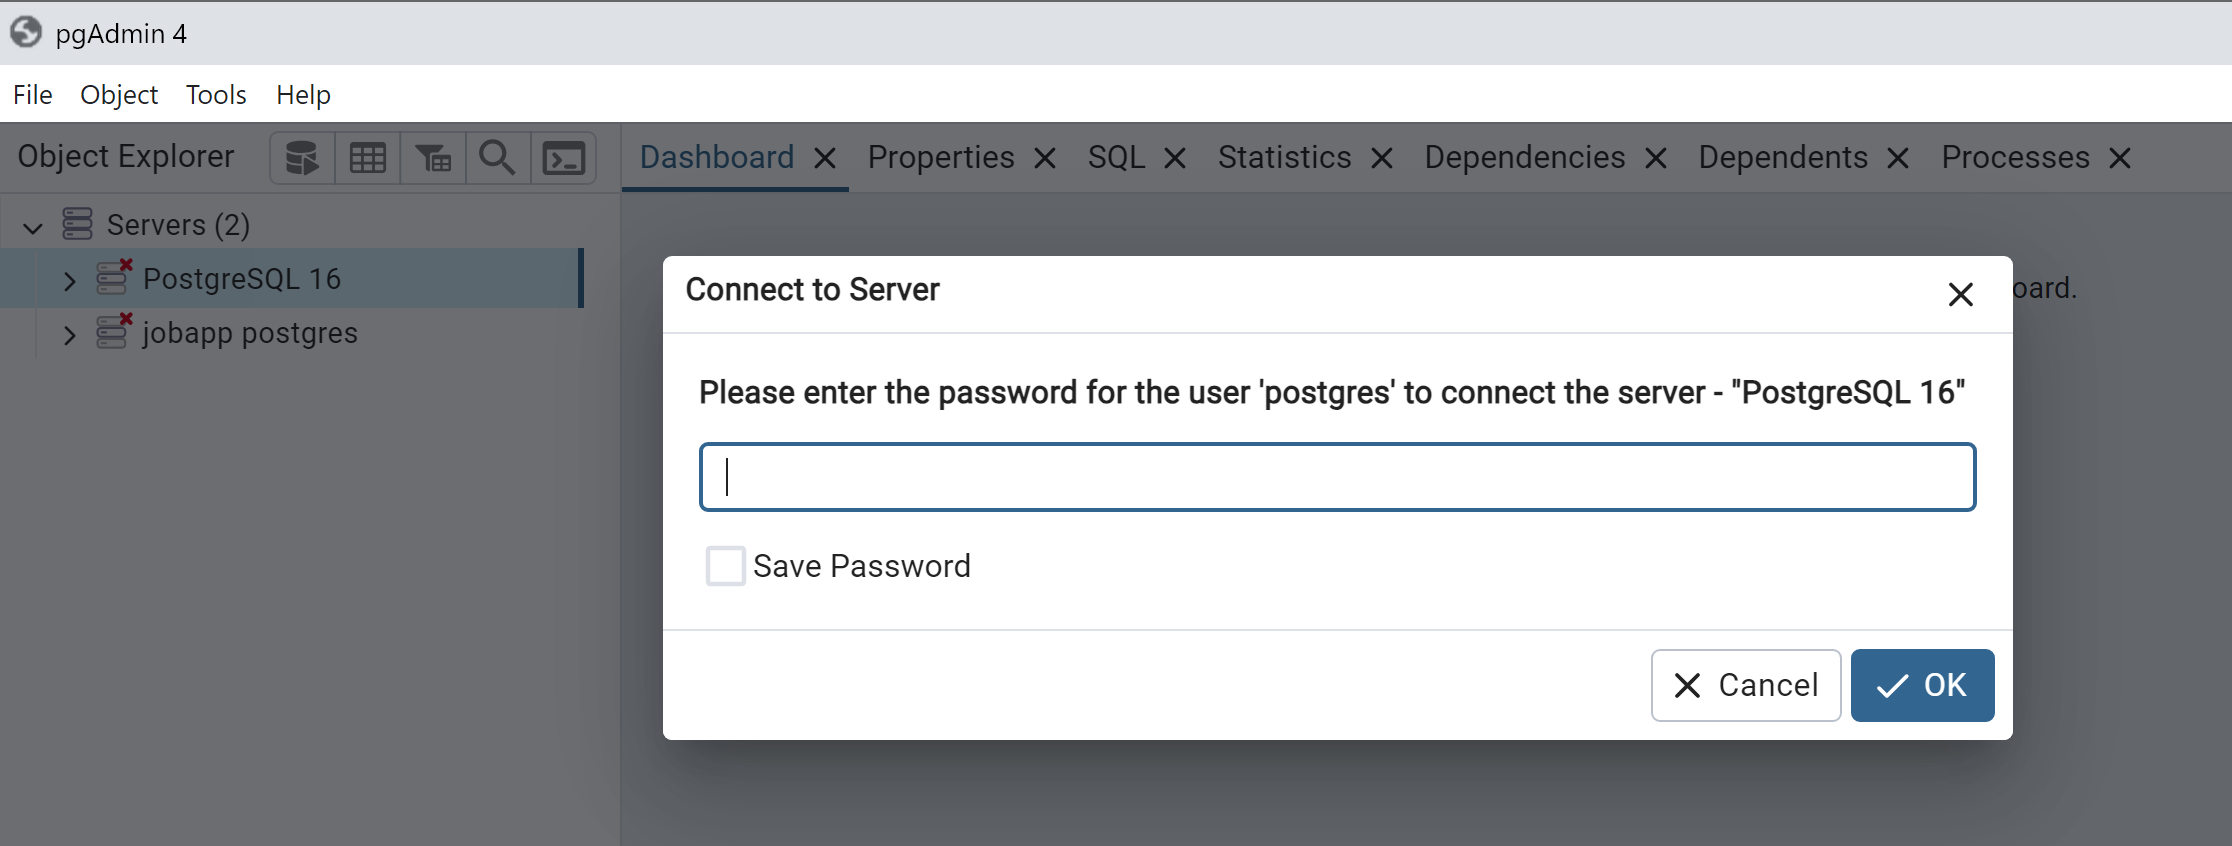 pgAdmin 4
File Object Tools Help
Object Explorer
Dashboard Properties SQL Statistics Dependencies Dependents Processes
Servers (2)
PostgreSQL 16
jobapp postgres
oard.
Connect to Server
Please enter the password for the user 'postgres' to connect the server - "PostgreSQL 16"
Save Password
Cancel OK